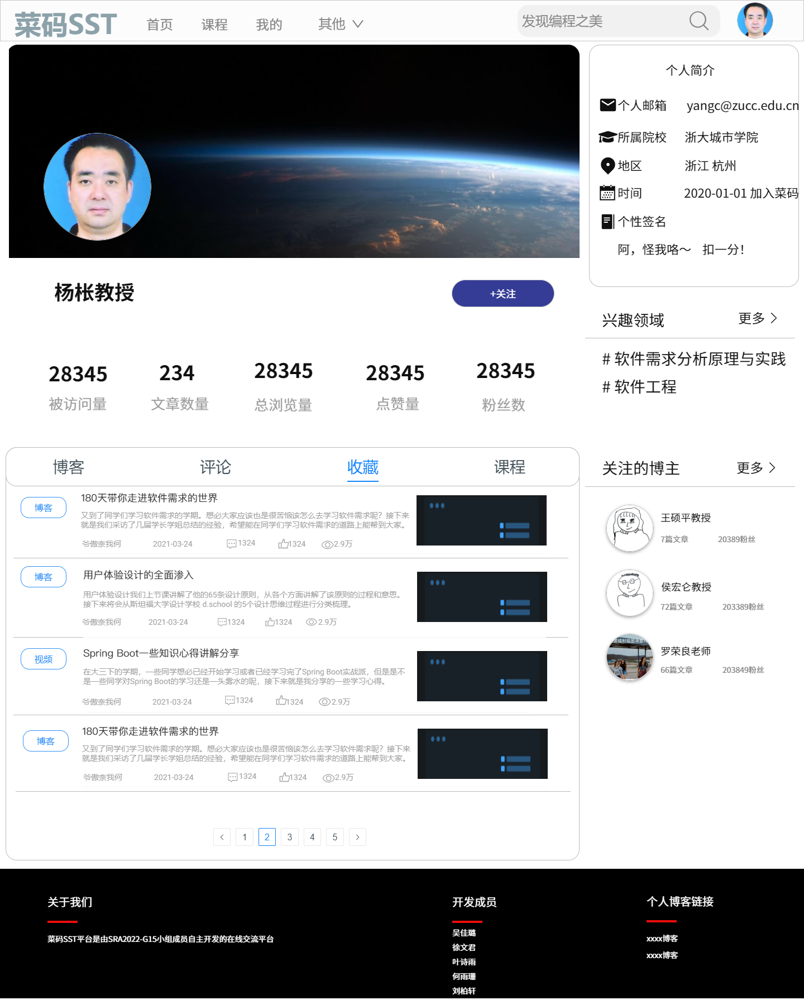 菜码SST
首页
课程
我的
其他
发现编程之美
个人简介
个人邮箱 yangc@zucc.edu.cn
所属院校 浙大城市学院
地区 浙江 杭州
时间 2020-01-01 加入菜码
个性签名
阿，怪我咯～ 扣一分！
杨枨教授
+关注
28345
被访问量
234
文章数量
28345
总浏览量
28345
点赞量
28345
粉丝数
兴趣领域
更多
# 软件需求分析原理与实践
# 软件工程
博客
评论
收藏
课程
博客
180天带你走进软件需求的世界
又到了同学们学习软件需求的学期。想必大家应该也是很苦恼该怎么去学习软件需求呢？接下来
就是我们采访了几届学长学姐总结的经验，希望能在同学们学习软件需求的道路上能帮到大家。
爷傲奈我何 2021-03-24 1324 1324 2.9万
博客
用户体验设计的全面渗入
用户体验设计我们上节课讲解了他的65条设计原则，从各个方面讲解了该原则的过程和意思。
接下来将会从斯坦福大学设计学校 d.school 的5个设计思维过程进行分类梳理。
爷傲奈我何 2021-03-24 1324 1324 2.9万
视频
Spring Boot一些知识心得讲解分享
在大三下的学期，一些同学想必已经开始学习或者已经学习完了Spring Boot实战派，但是是不
是一些同学对Spring Boot的学习还是一头雾水的呢，接下来就是我分享的一些学习心得。
爷傲奈我何 2021-03-24 1324 1324 2.9万
博客
180天带你走进软件需求的世界
又到了同学们学习软件需求的学期。想必大家应该也是很苦恼该怎么去学习软件需求呢？接下来
就是我们采访了几届学长学姐总结的经验，希望能在同学们学习软件需求的道路上能帮到大家。
爷傲奈我何 2021-03-24 1324 1324 2.9万
1 2 3 4 5
关注的博主
更多
王硕平教授
7篇文章 20389粉丝
侯宏仑教授
72篇文章 203389粉丝
罗荣良老师
66篇文章 203849粉丝
关于我们
菜码SST平台是由SRA2022-G15小组成员自主开发的在线交流平台
开发成员
吴佳璐
徐文君
叶诗雨
何雨珊
刘柏轩
个人博客链接
xxxx博客
xxxx博客